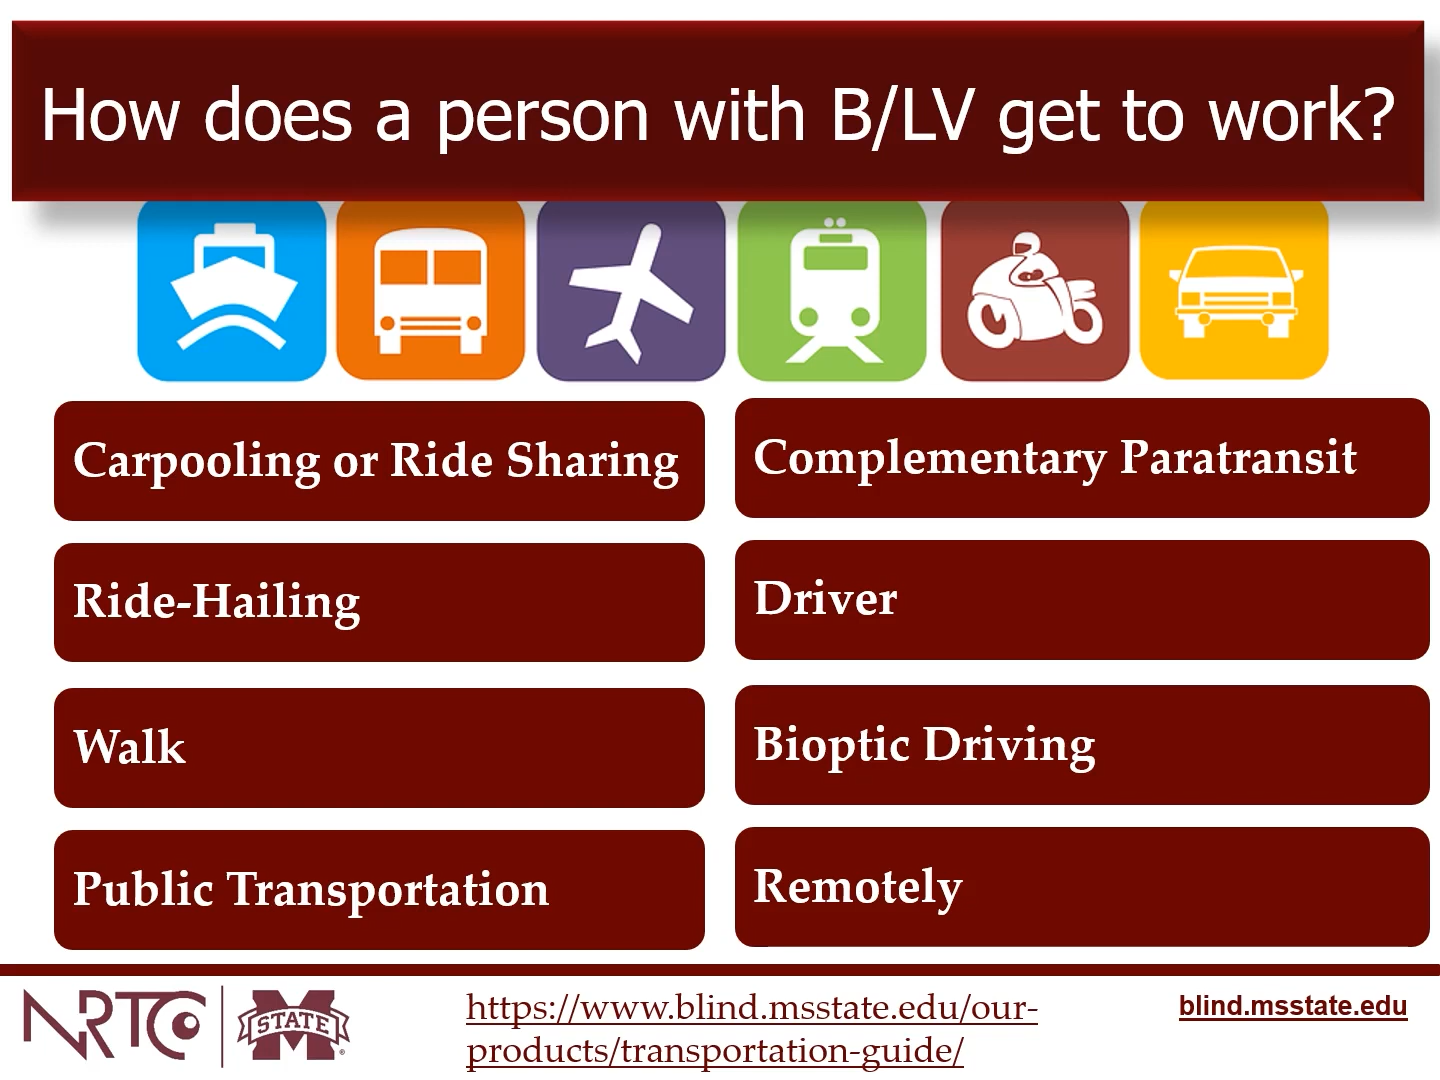 How does a person with B/LV get to work?
Carpooling or Ride Sharing
Complementary Paratransit
Ride-Hailing
Driver
Walk
Bioptic Driving
Public Transportation
Remotely
NRTC
STATE
https://www.blind.msstate.edu/our-
products/transportation-guide/
blind.msstate.edu